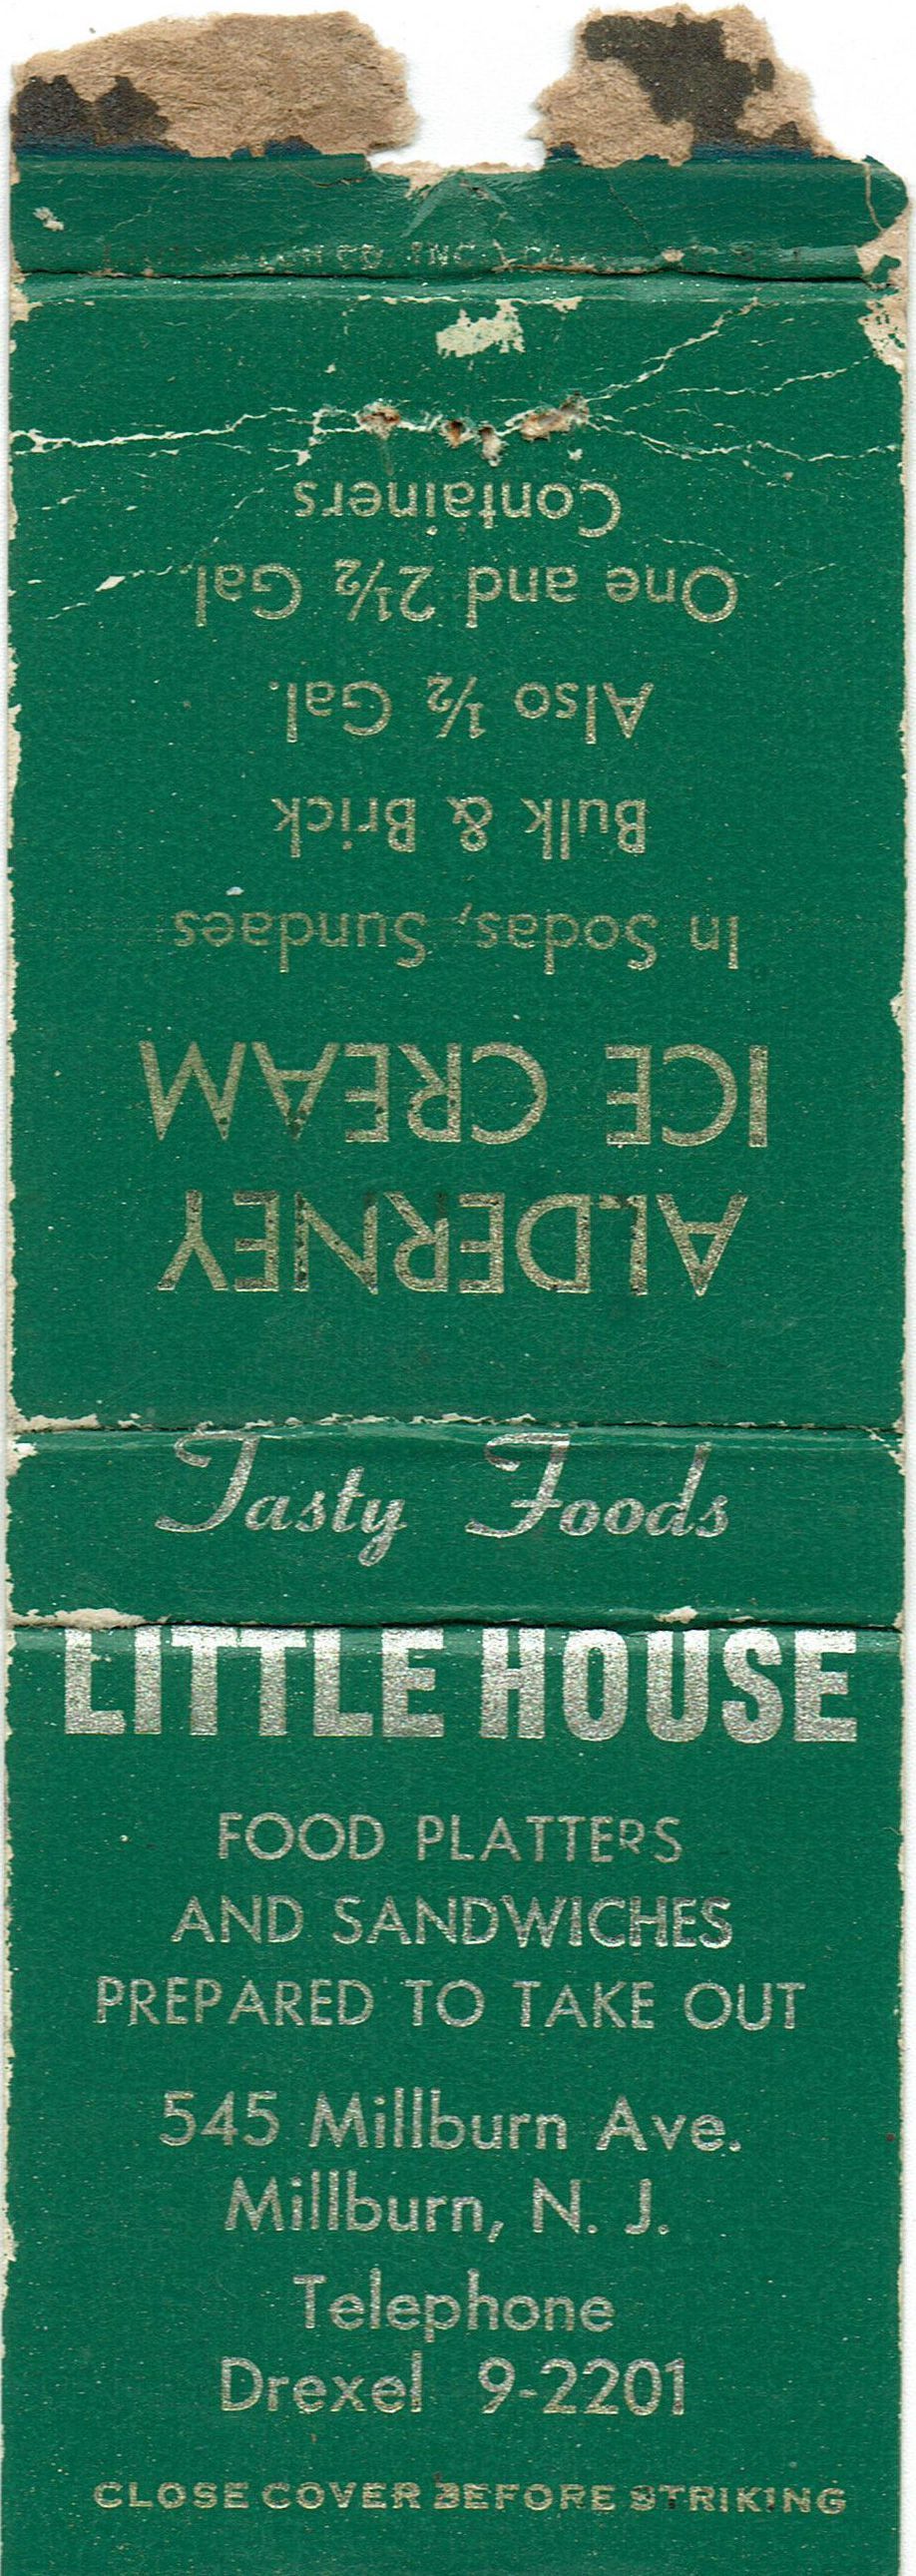 Tasty Foods
LITTLE HOUSE
FOOD PLATTERS
AND SANDWICHES
PREPARED TO TAKE OUT
545 Millburn Ave.
Millburn, N. J.
Telephone
Drexel 9-2201
CLOSE COVER BEFORE STRIKING
ALDERNEY
ICE CREAM
In Sodas, Sundaes
Bulk & Brick
Also ½ Gal.
One and 2½ Gal.
Containers